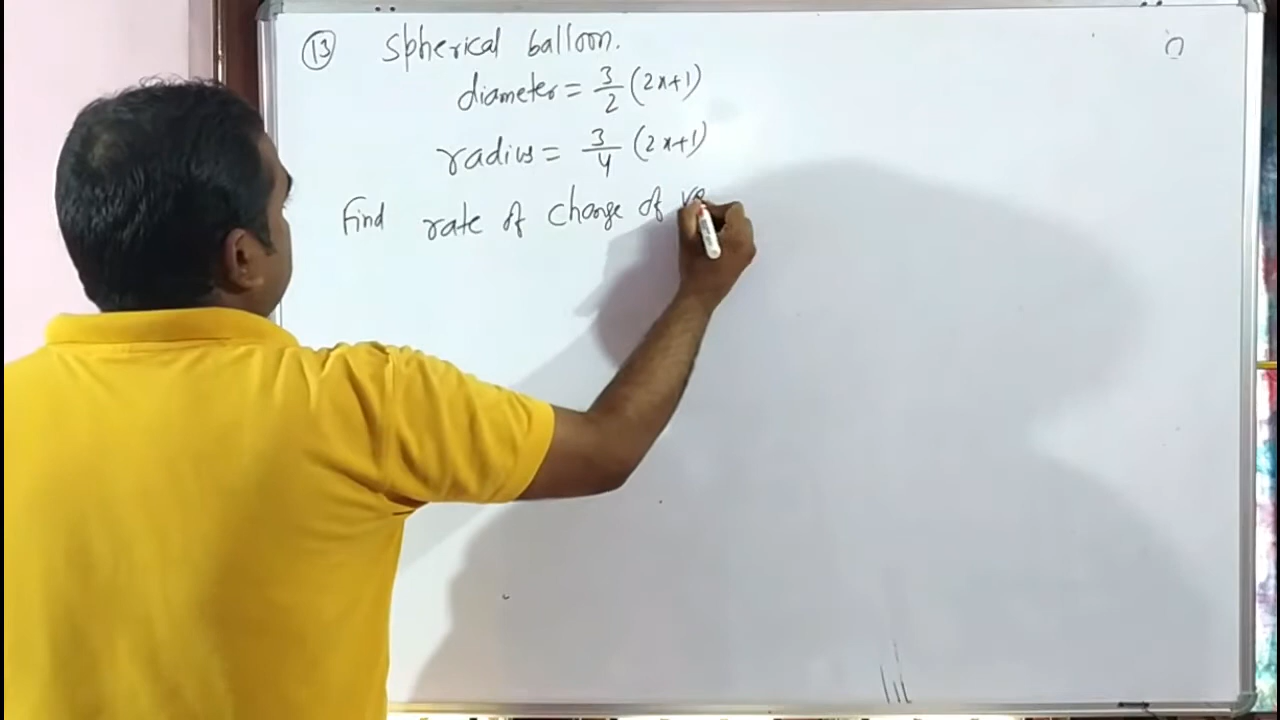 13 Spherical balloon.
diameter = 3/2 (2x+1)
radius = 3/4 (2x+1)
Find rate of change of